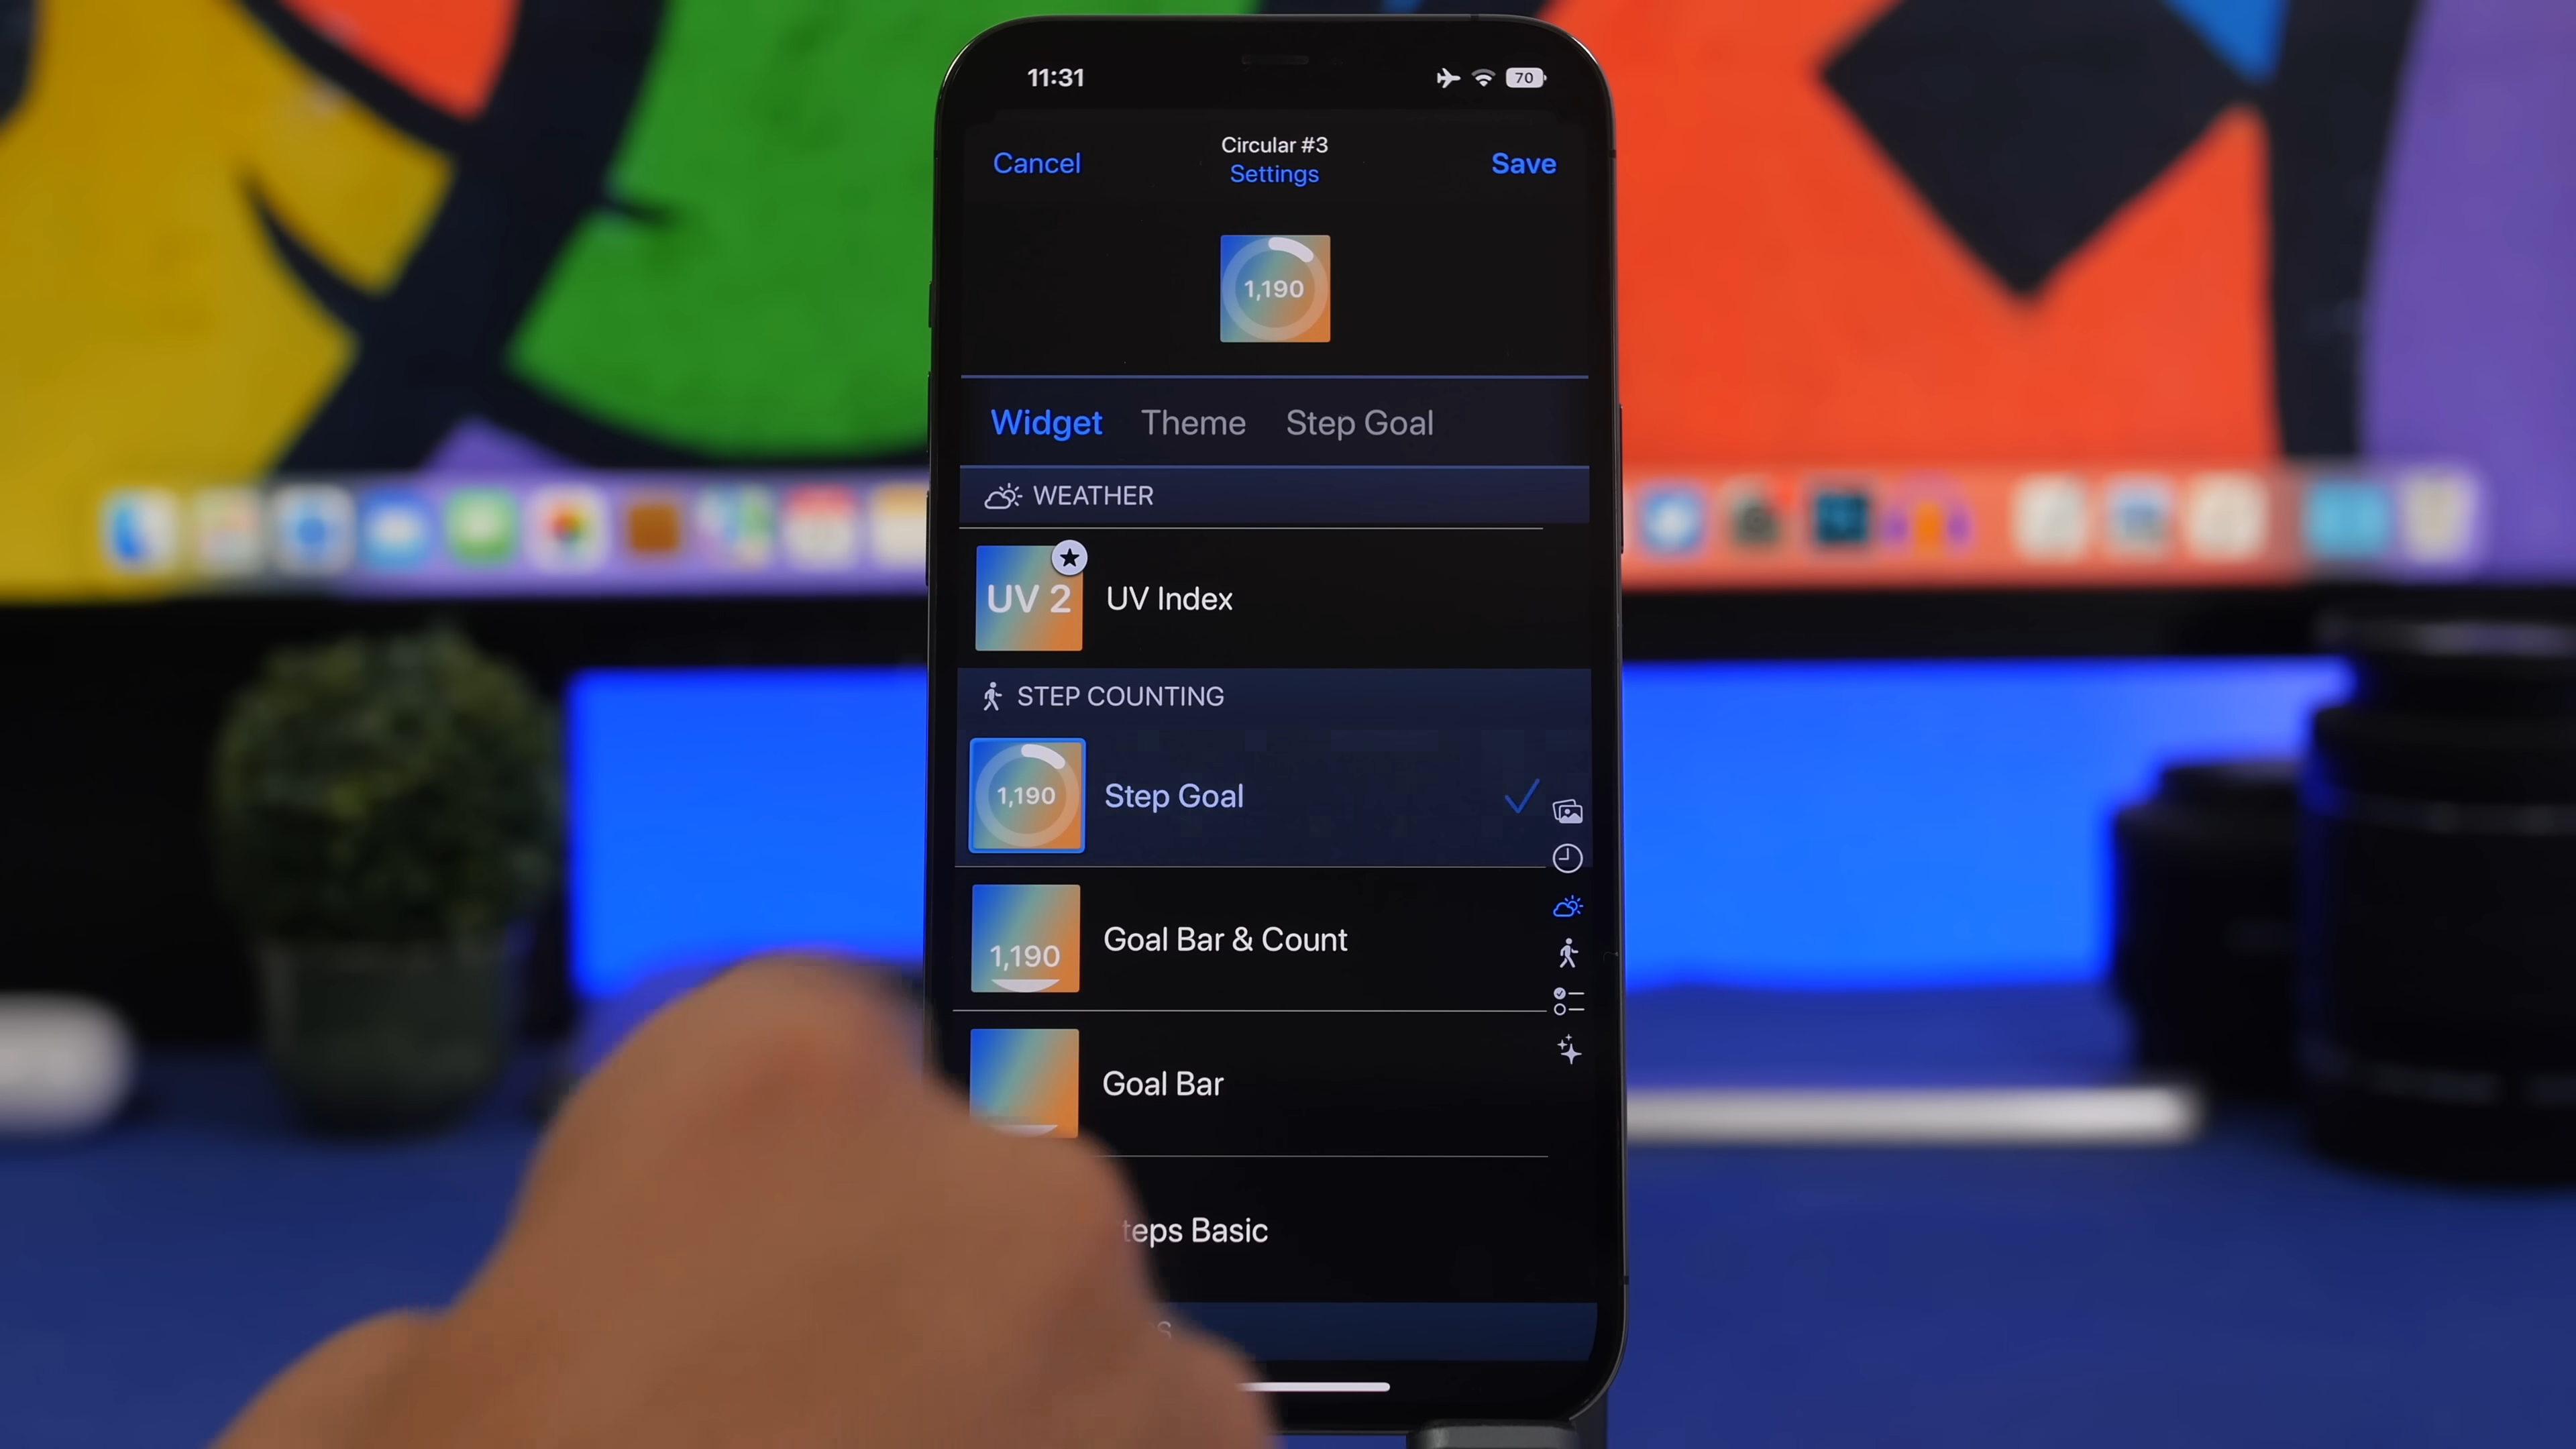 11:31
70
Cancel
Circular #3
Settings
Save
1,190
Widget
Theme
Step Goal
WEATHER
UV 2
UV Index
STEP COUNTING
1,190
Step Goal
1,190
Goal Bar & Count
Goal Bar
teps Basic